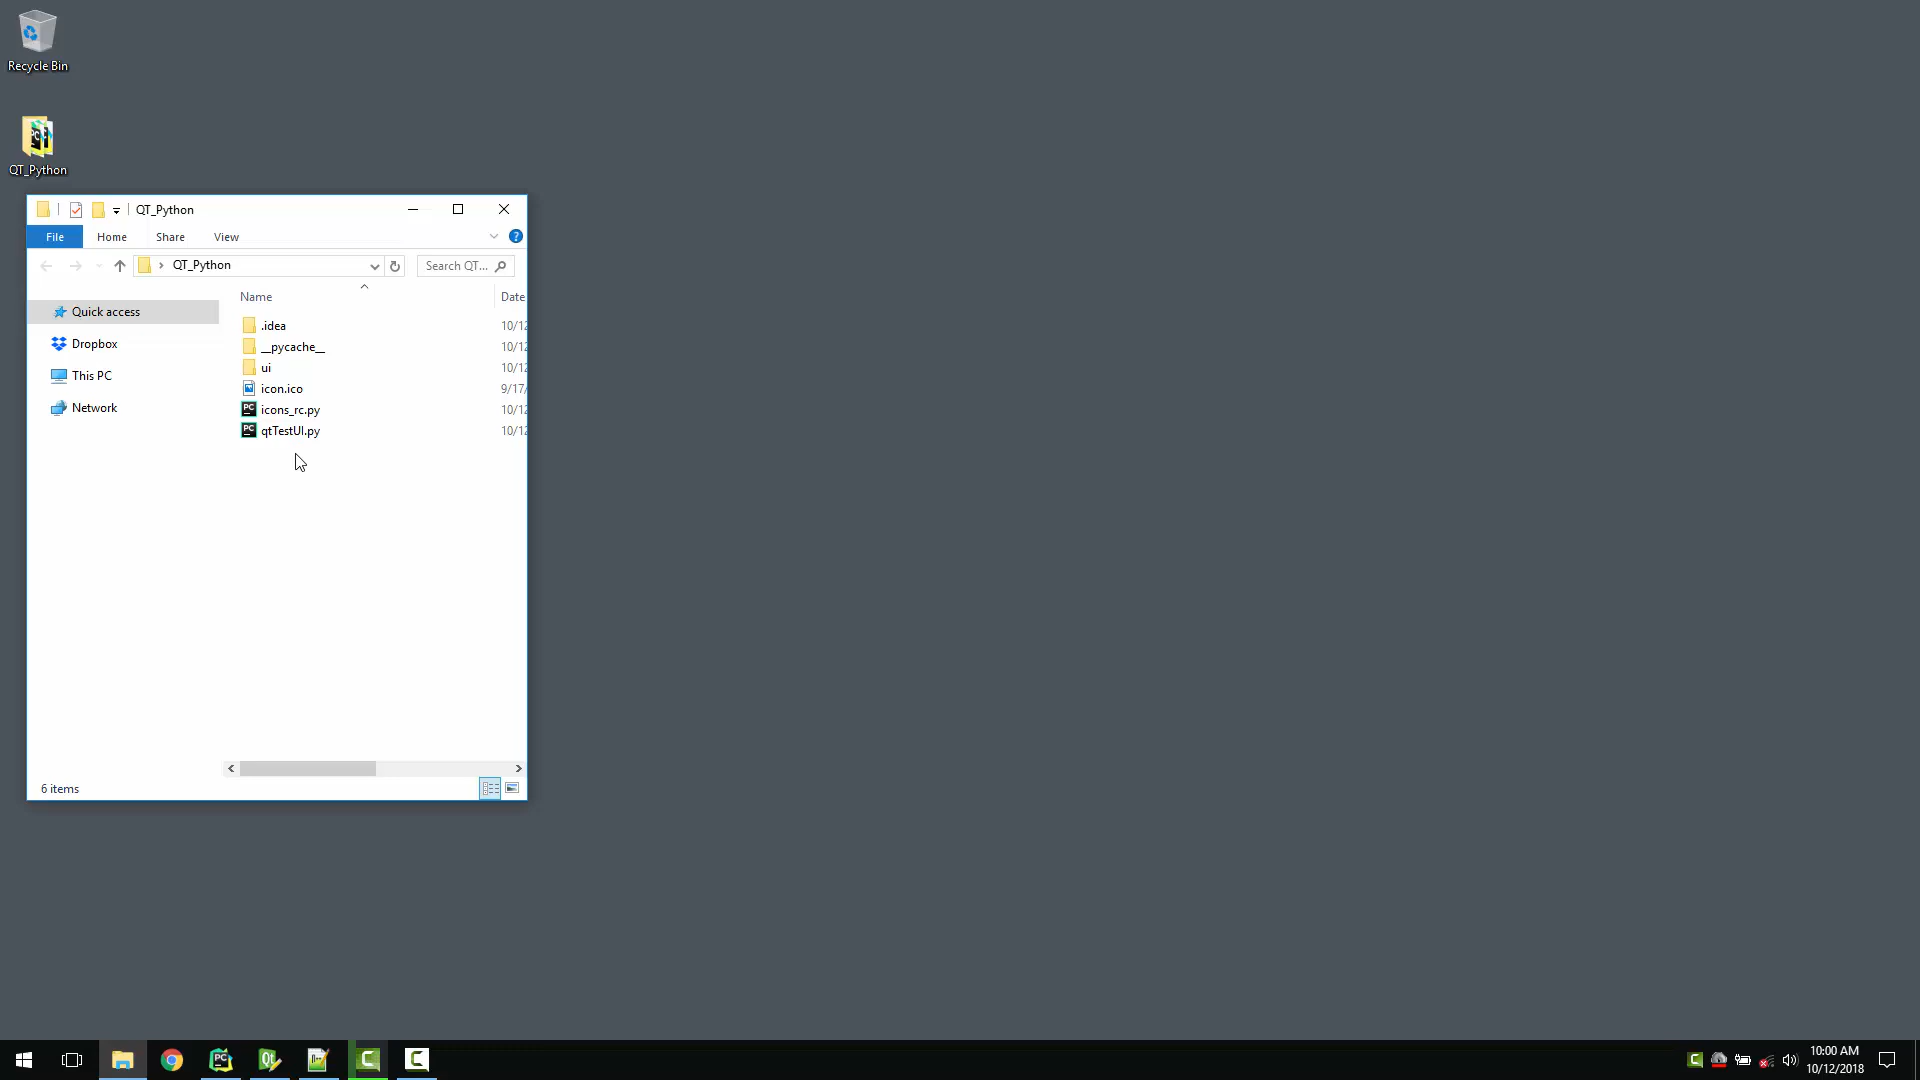 Recycle Bin
QT_Python
QT_Python
File Home Share View
QT_Python
Search QT...
Name Date
Quick access
Dropbox
This PC
Network
.idea 10/12
__pycache__ 10/12
ui 10/12
icon.ico 9/17/
icons_rc.py 10/12
qtTestUI.py 10/12
6 items
10:00 AM
10/12/2018